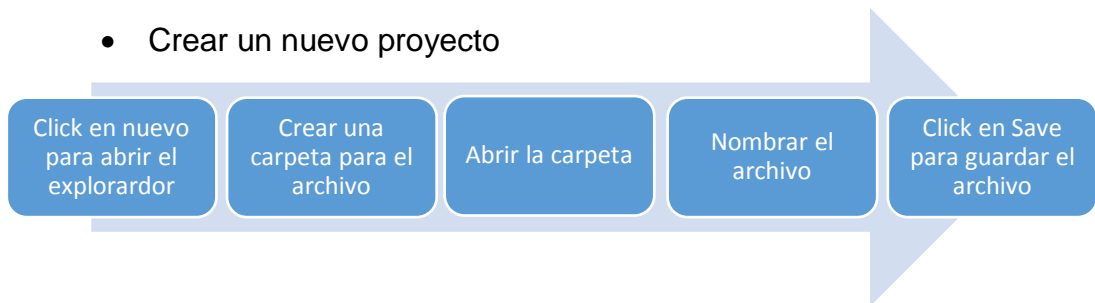 • Crear un nuevo proyecto
Click en nuevo
para abrir el
explorardor
Crear una
carpeta para el
archivo
Abrir la carpeta
Nombrar el
archivo
Click en Save
para guardar el
archivo